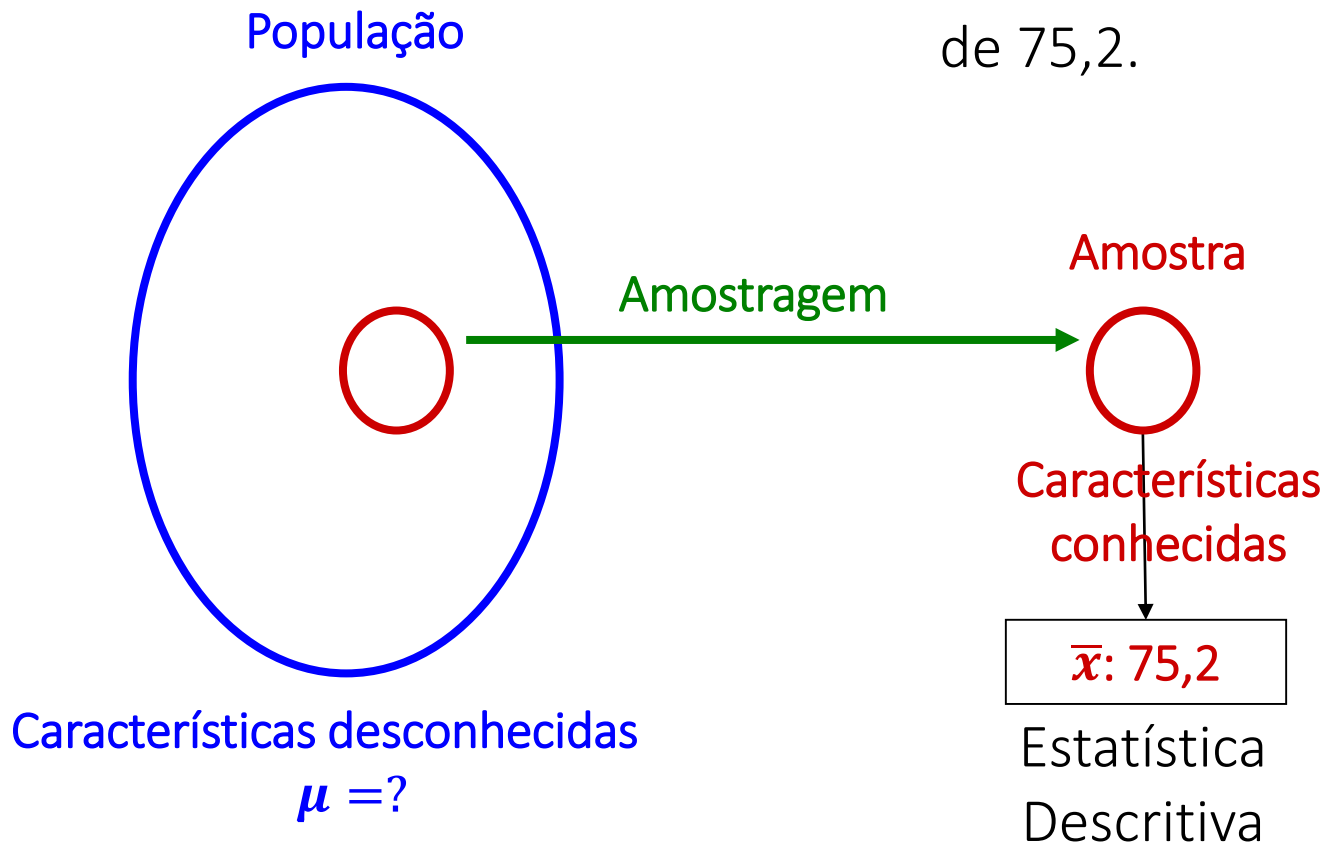 População
de 75,2.
Amostra
Amostragem
Características
conhecidas
x̅: 75,2
Características desconhecidas
μ =?
Estatística
Descritiva